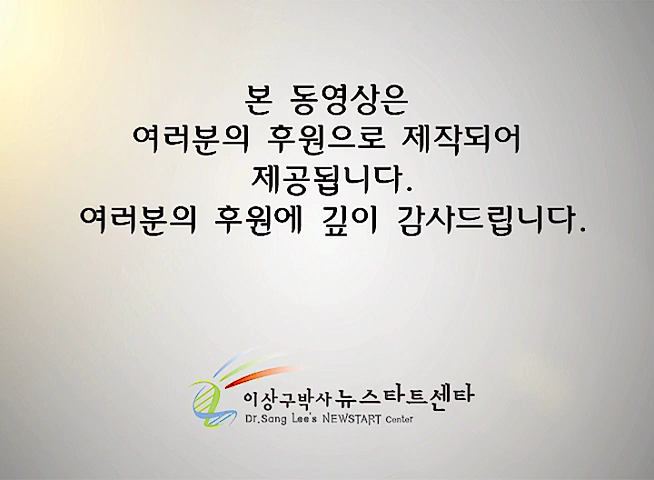 본 동영상은
여러분의 후원으로 제작되어
제공됩니다.
여러분의 후원에 깊이 감사드립니다.
이상구박사 뉴스타트센타
Dr.Sang Lee's NEWSTART Center